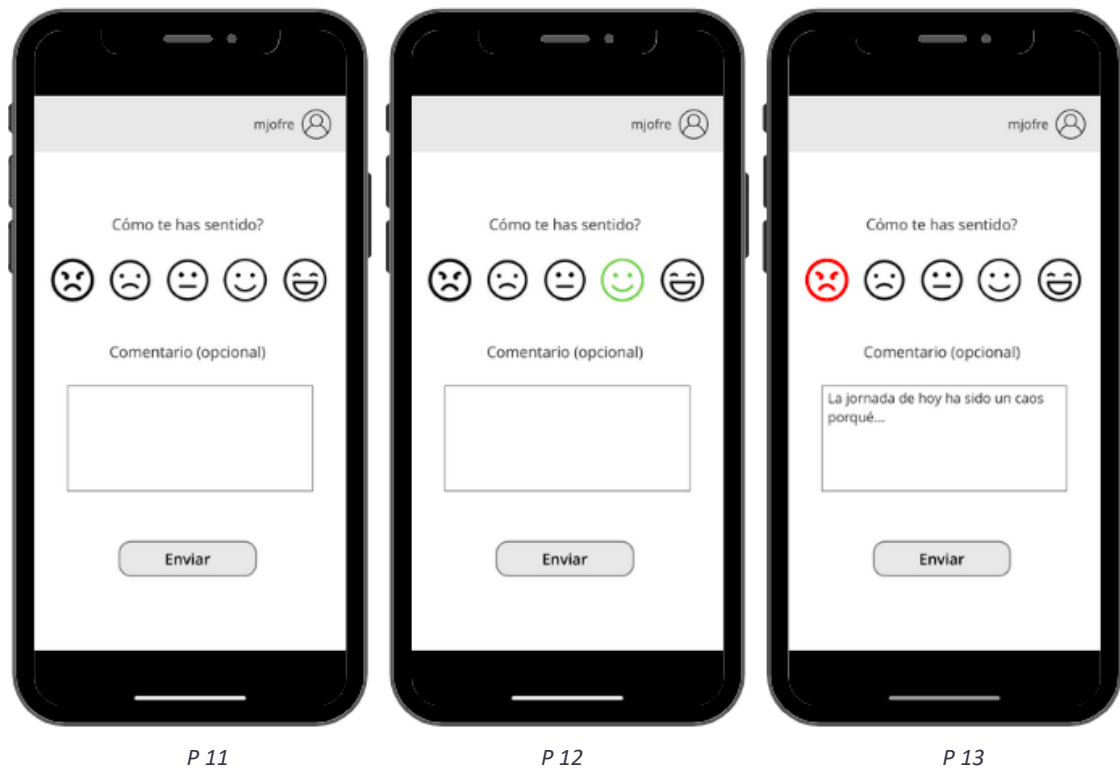 mjofre
Cómo te has sentido?
Comentario (opcional)
Enviar
P 11
mjofre
Cómo te has sentido?
Comentario (opcional)
Enviar
P 12
mjofre
Cómo te has sentido?
Comentario (opcional)
La jornada de hoy ha sido un caos
porqué...
Enviar
P 13